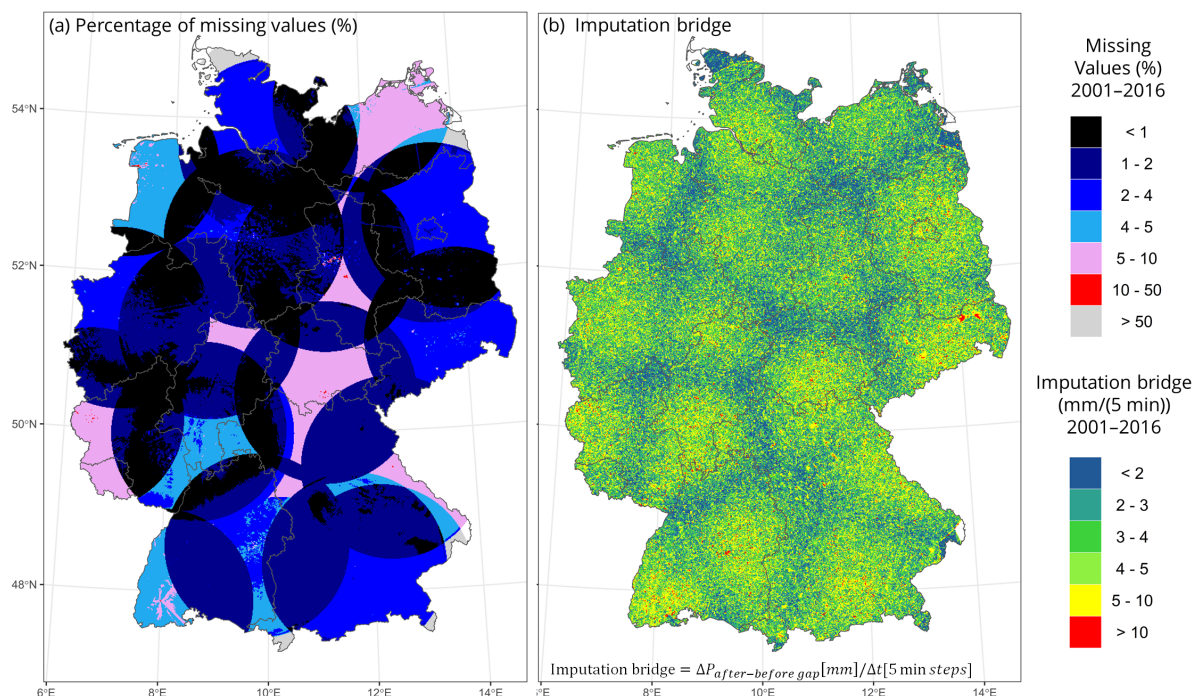 (a) Percentage of missing values (%)
(b) Imputation bridge
54°N
52°N
50°N
48°N
6°E
8°E
10°E
12°E
14°E
°E
8°E
10°E
12°E
14°E
Imputation bridge = ΔP after−before gap[mm]/Δt[5 min steps]
Missing
Values (%)
2001–2016
< 1
1 - 2
2 - 4
4 - 5
5 - 10
10 - 50
> 50
Imputation bridge
(mm/(5 min))
2001–2016
< 2
2 - 3
3 - 4
4 - 5
5 - 10
> 10